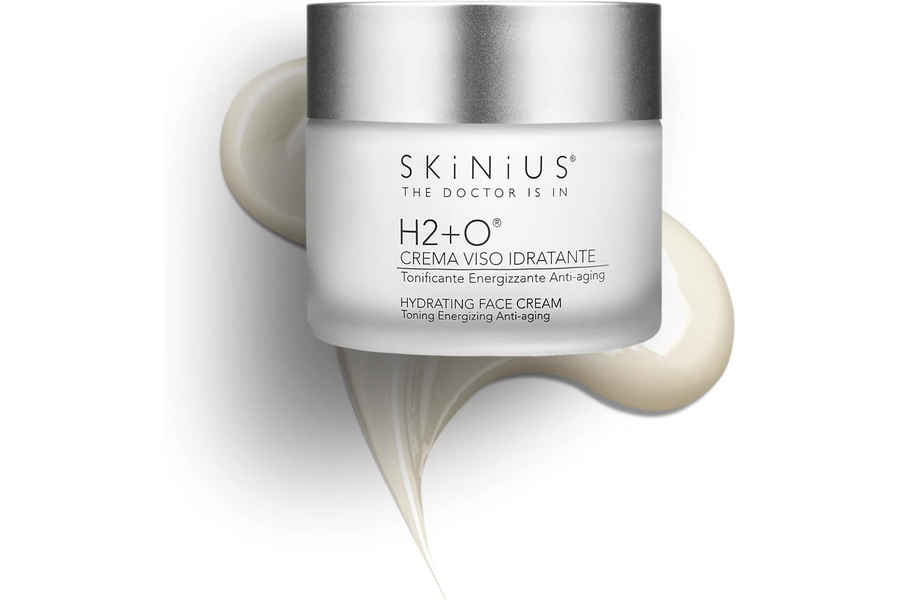 SKiNiUS®
THE DOCTOR IS IN
H2+O®
CREMA VISO IDRATANTE
Tonificante Energizzante Anti-aging
HYDRATING FACE CREAM
Toning Energizing Anti-aging